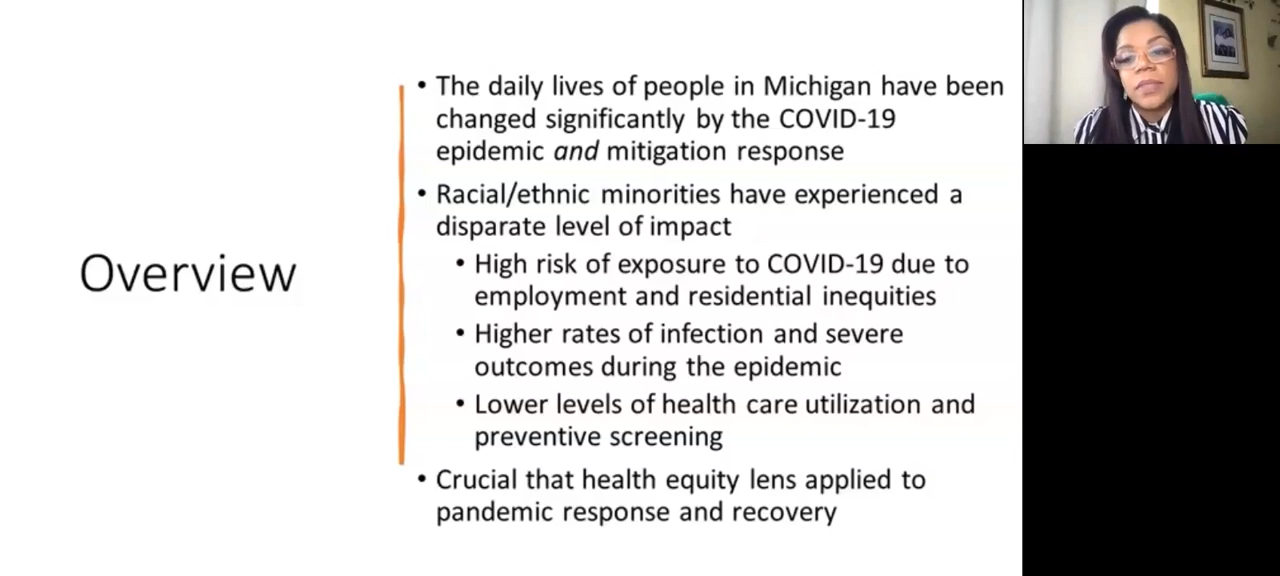 Overview
• The daily lives of people in Michigan have been
changed significantly by the COVID-19
epidemic and mitigation response
• Racial/ethnic minorities have experienced a
disparate level of impact
• High risk of exposure to COVID-19 due to
employment and residential inequities
• Higher rates of infection and severe
outcomes during the epidemic
• Lower levels of health care utilization and
preventive screening
• Crucial that health equity lens applied to
pandemic response and recovery